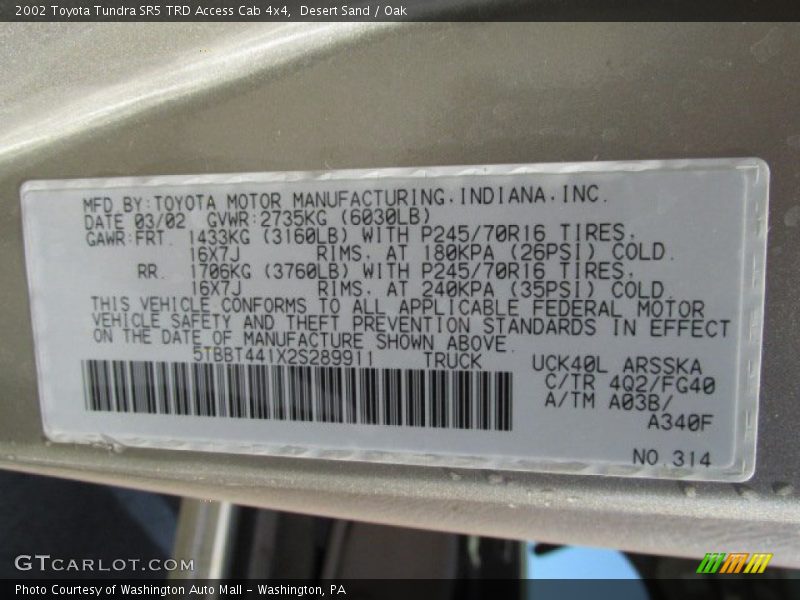 2002 Toyota Tundra SR5 TRD Access Cab 4x4,  Desert Sand / Oak
MFD BY:TOYOTA MOTOR MANUFACTURING,INDIANA,INC.
DATE 03/02  GVWR:2735KG (6030LB)
GAWR:FRT. 1433KG (3160LB) WITH P245/70R16 TIRES.
16X7J RIMS. AT 180KPA (26PSI) COLD.
RR. 1706KG (3760LB) WITH P245/70R16 TIRES.
16X7J RIMS. AT 240KPA (35PSI) COLD.
THIS VEHICLE CONFORMS TO ALL APPLICABLE FEDERAL MOTOR
VEHICLE SAFETY AND THEFT PREVENTION STANDARDS IN EFFECT
ON THE DATE OF MANUFACTURE SHOWN ABOVE.
5TBBT441X2S289911 TRUCK UCK40L ARSSKA
C/TR 4Q2/FG40
A/TM A03B/
A340F
NO.314
GTCARLOT.COM
Photo Courtesy of Washington Auto Mall - Washington, PA